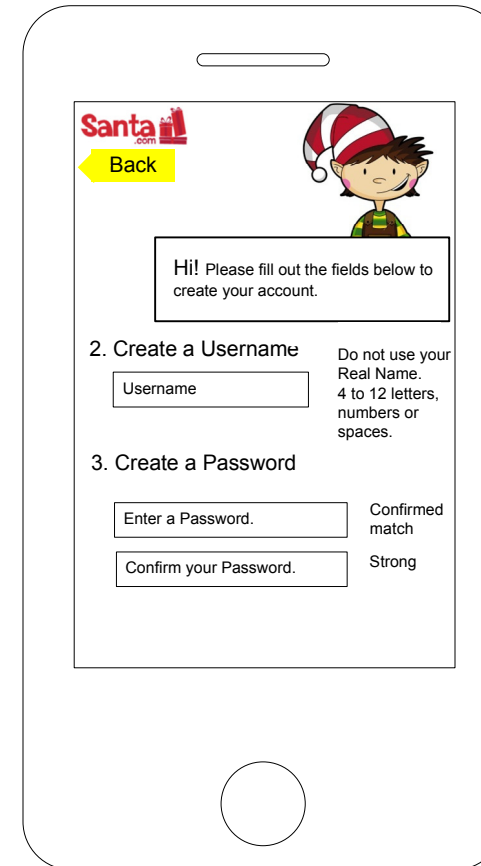 Santa
.com
Back
Hi! Please fill out the fields below to
create your account.
2. Create a Username
Do not use your
Real Name.
4 to 12 letters,
numbers or
spaces.
Username
3. Create a Password
Enter a Password.
Confirmed
match
Confirm your Password.
Strong